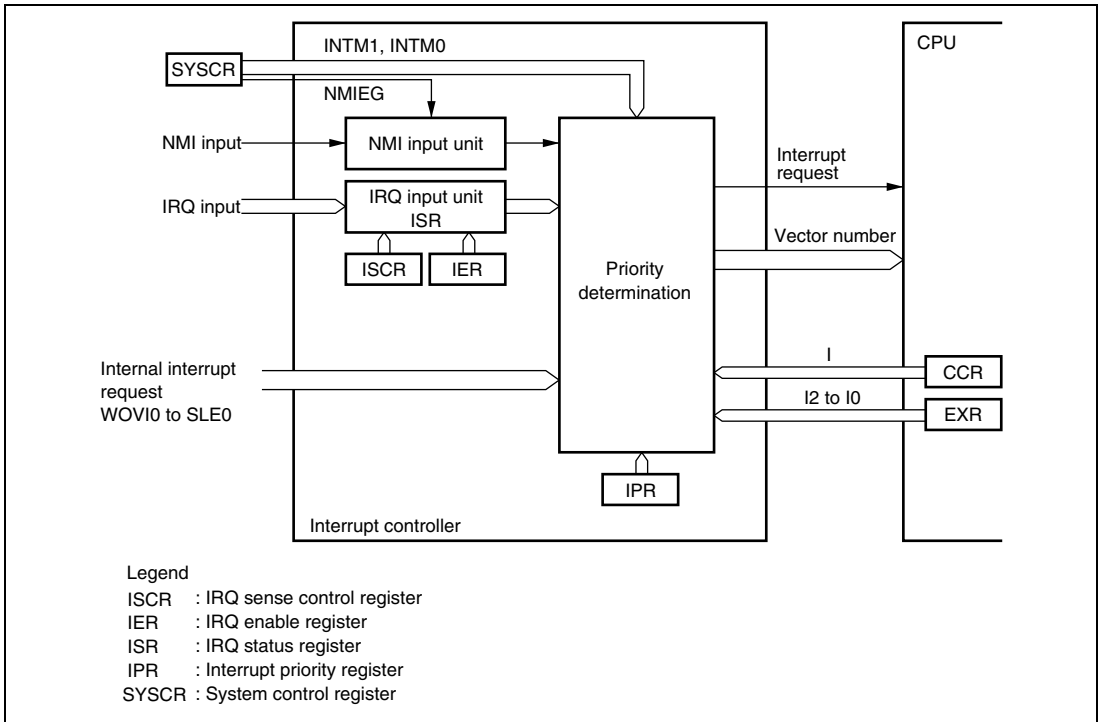 INTM1, INTM0
CPU
SYSCR
NMIEG
NMI input
NMI input unit
Interrupt
request
IRQ input
IRQ input unit
ISR
Vector number
ISCR
IER
Priority
determination
Internal interrupt
request
WOVI0 to SLE0
I
CCR
I2 to I0
EXR
IPR
Interrupt controller
Legend
ISCR : IRQ sense control register
IER : IRQ enable register
ISR : IRQ status register
IPR : Interrupt priority register
SYSCR : System control register